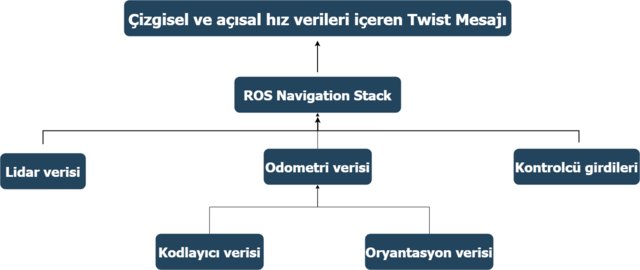 Çizgisel ve açısal hız verileri içeren Twist Mesajı
ROS Navigation Stack
Lidar verisi
Odometri verisi
Kontrolcü girdileri
Kodlayıcı verisi
Oryantasyon verisi